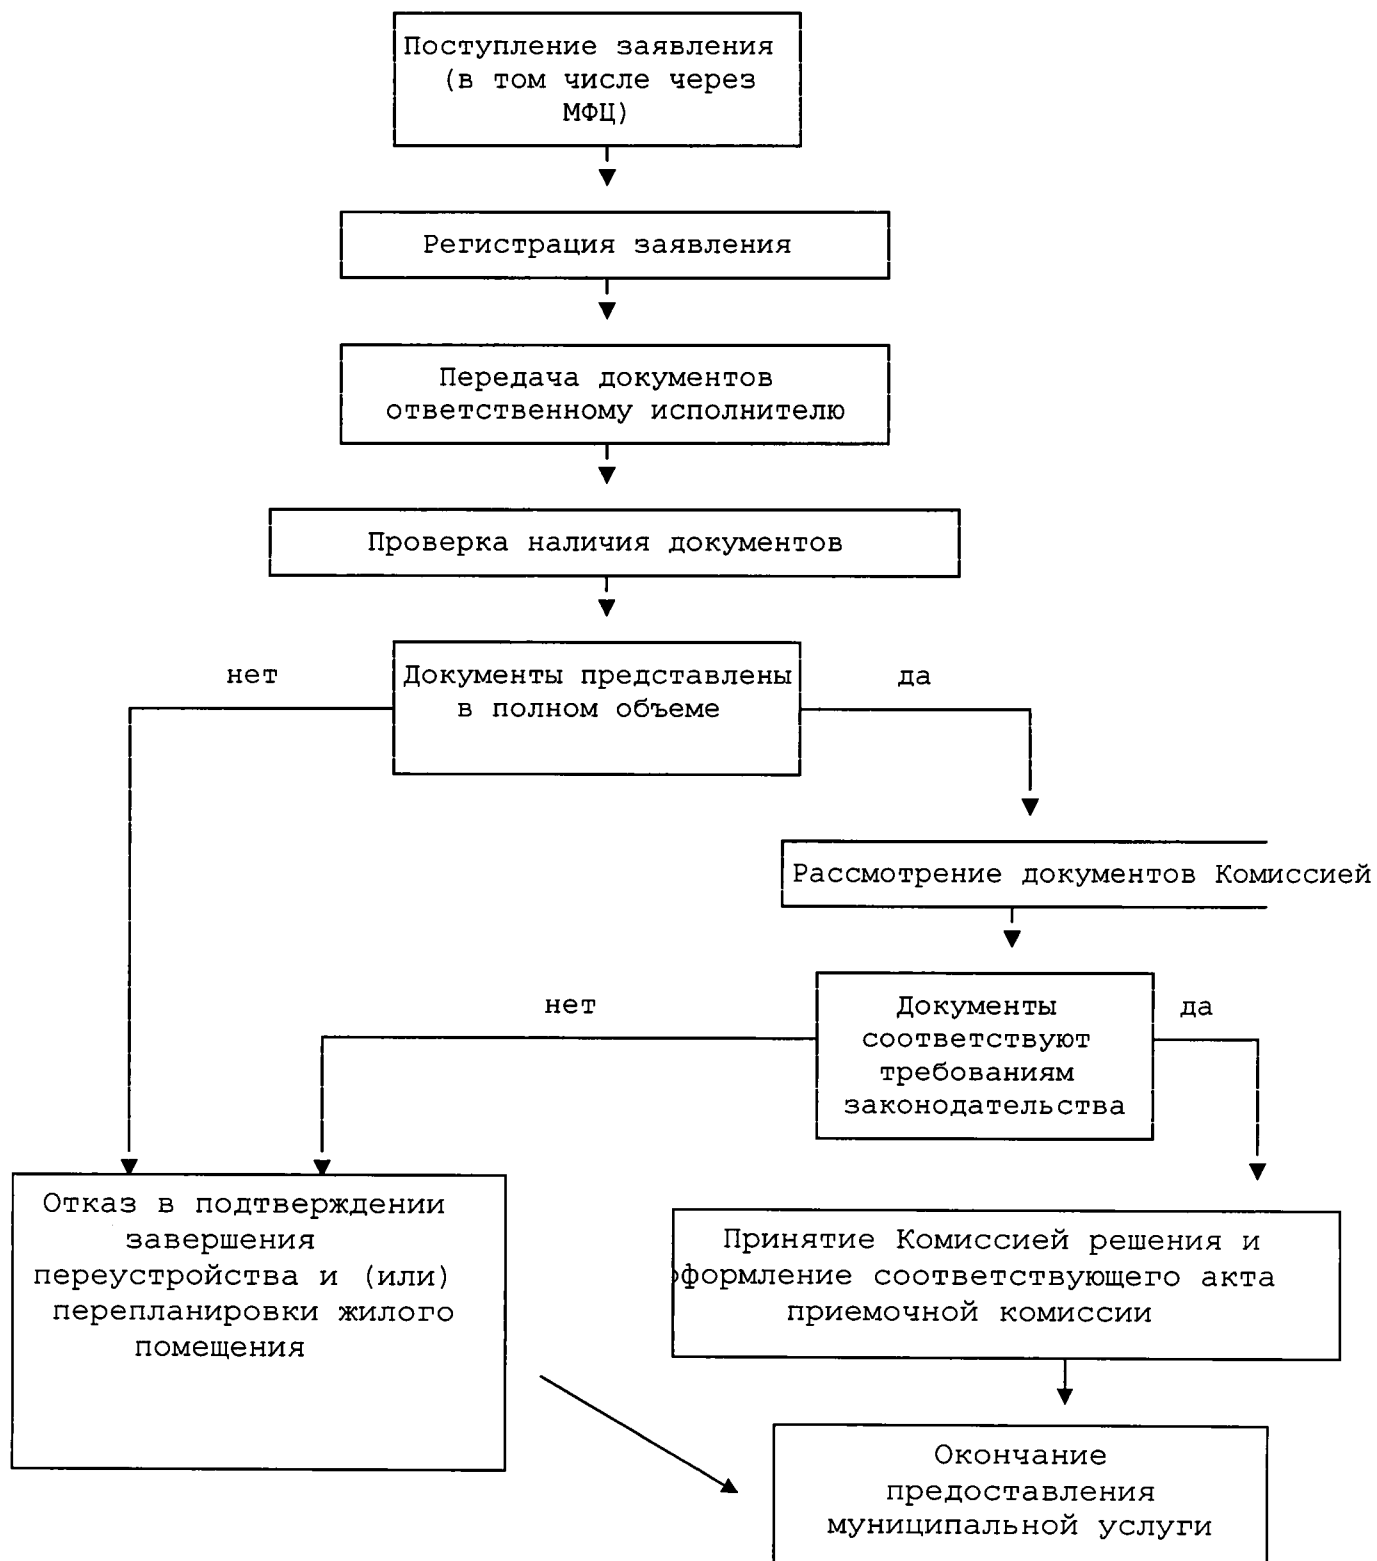 Поступление заявления
(в том числе через
МФЦ)
Регистрация заявления
Передача документов
ответственному исполнителю
Проверка наличия документов
нет
Документы представлены
в полном объеме
да
Рассмотрение документов Комиссией
нет
Документы
соответствуют
требованиям
законодательства
да
Отказ в подтверждении
завершения
переустройства и (или)
перепланировки жилого
помещения
Принятие Комиссией решения и
оформление соответствующего акта
приемочной комиссии
Окончание
предоставления
муниципальной услуги